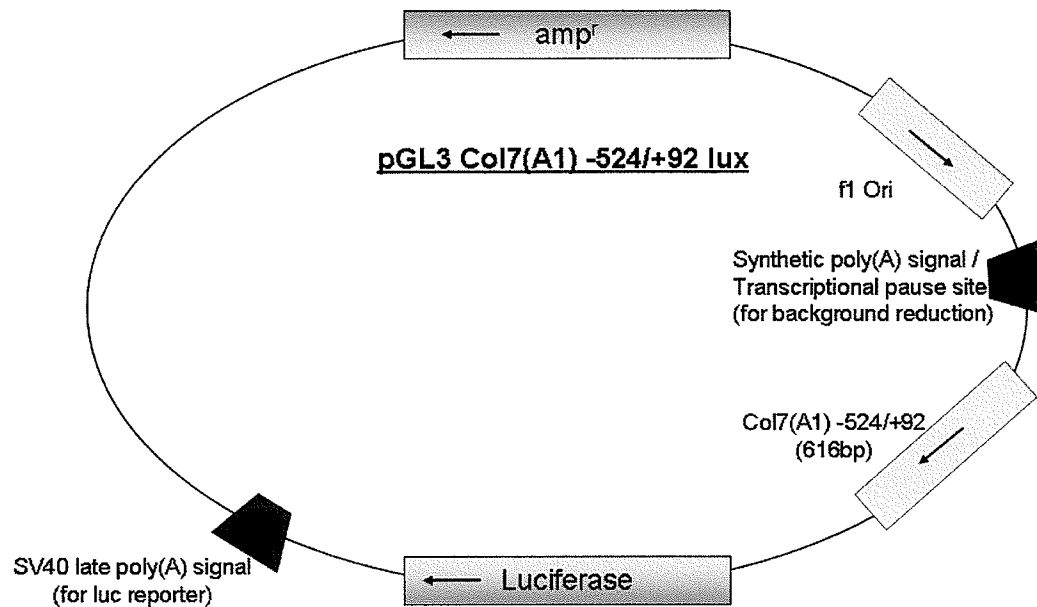 ampʳ
pGL3 Col7(A1) -524/+92 lux
f1 Ori
Synthetic poly(A) signal /
Transcriptional pause site
(for background reduction)
Col7(A1) -524/+92
(616bp)
Luciferase
SV40 late poly(A) signal
(for luc reporter)